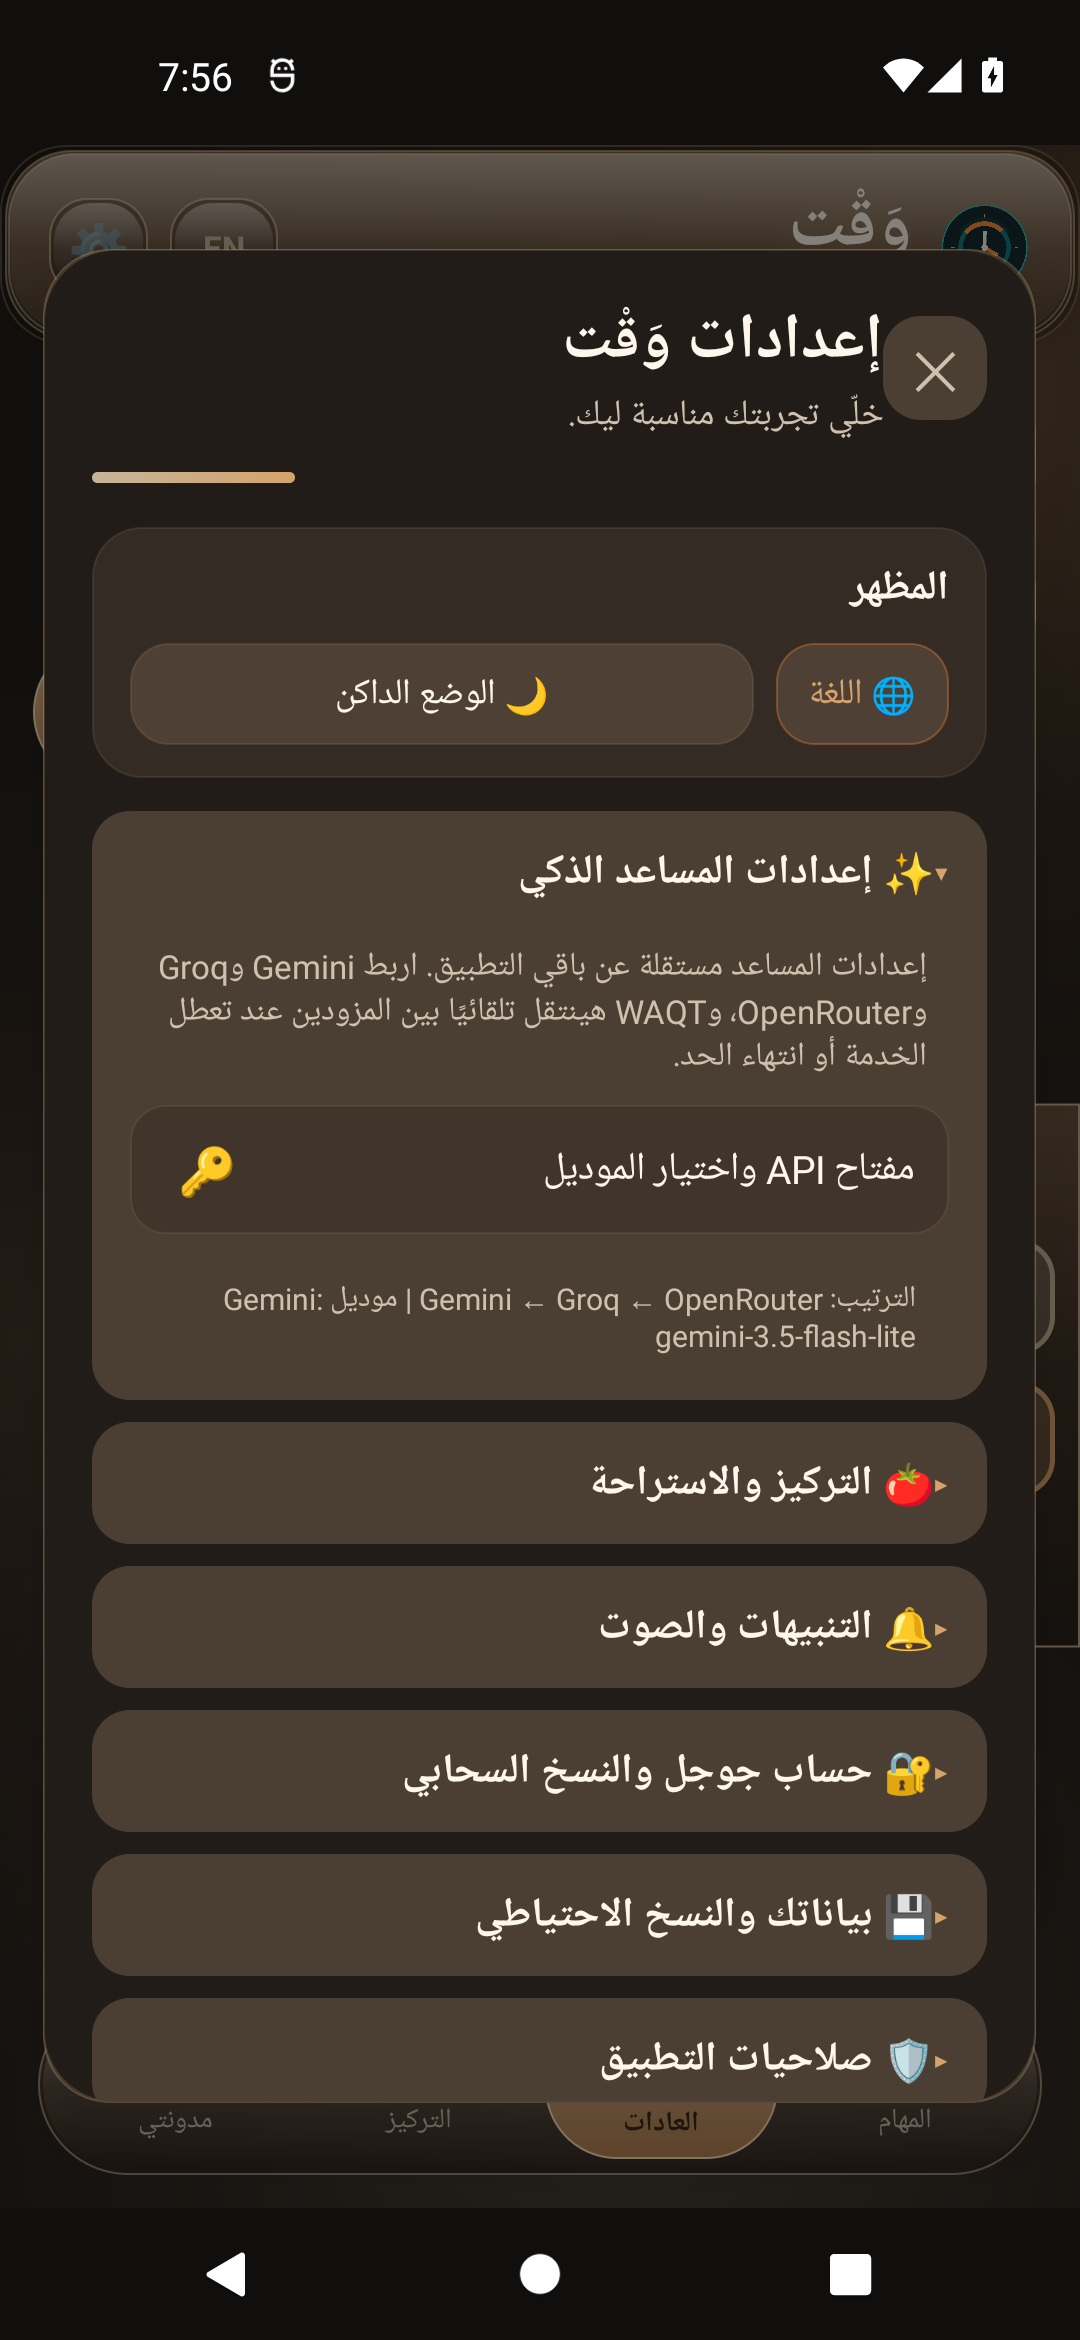 7:56
وَقْت
EN
إعدادات وَقْت
خلّي تجربتك مناسبة ليك.
المظهر
🌐 اللغة
🌙 الوضع الداكن
▾ ✨ إعدادات المساعد الذكي
إعدادات المساعد مستقلة عن باقي التطبيق. اربط Gemini وGroq
وOpenRouter، وWAQT هينتقل تلقائيًا بين المزودين عند تعطل
الخدمة أو انتهاء الحد.
مفتاح API واختيار الموديل 🔑
الترتيب: Gemini ← Groq ← OpenRouter | موديل Gemini:
gemini-3.5-flash-lite
▸ 🍅 التركيز والاستراحة
▸ 🔔 التنبيهات والصوت
▸ 🔐 حساب جوجل والنسخ السحابي
▸ 💾 بياناتك والنسخ الاحتياطي
▸ 🛡️ صلاحيات التطبيق
المهام
العادات
التركيز
مدونتي